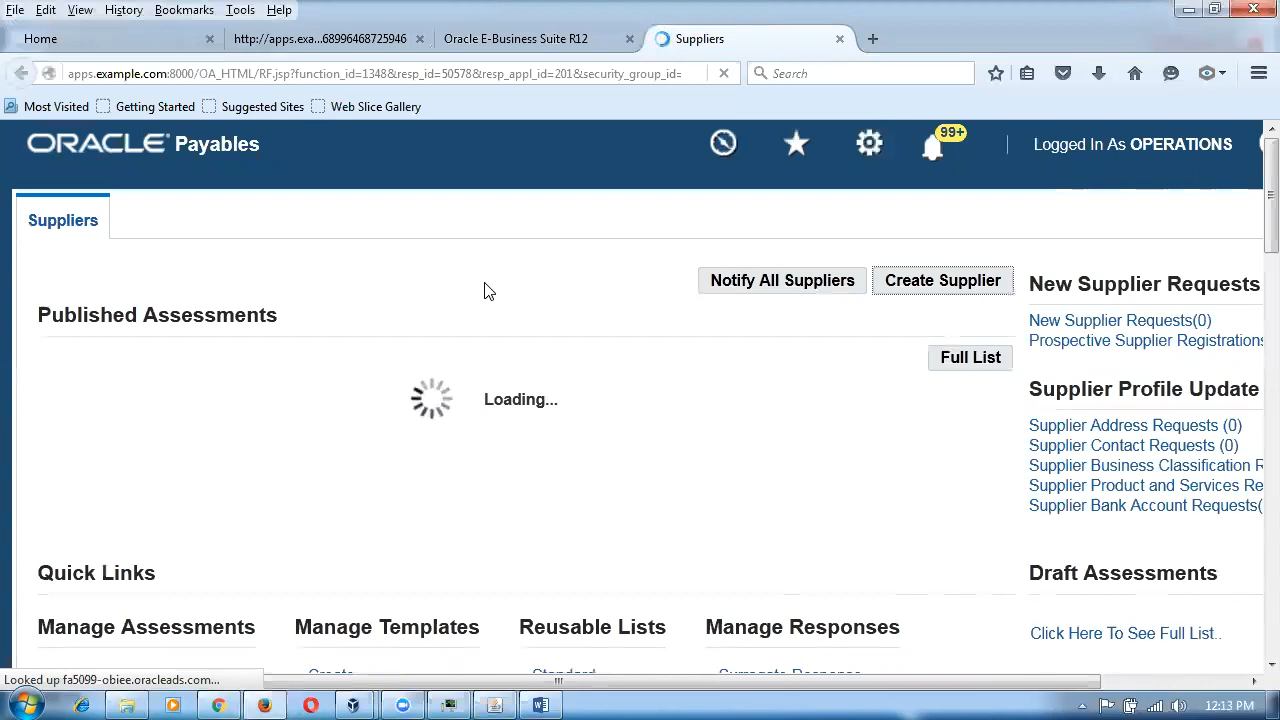 File Edit View History Bookmarks Tools Help
Home × http://apps.exa...68996468725946 × Oracle E-Business Suite R12 × Suppliers × +
apps.example.com:8000/OA_HTML/RF.jsp?function_id=1348&resp_id=50578&resp_appl_id=201&security_group_id= Search
Most Visited Getting Started Suggested Sites Web Slice Gallery
ORACLE Payables 99+ Logged In As OPERATIONS
Suppliers
Notify All Suppliers Create Supplier
New Supplier Requests
Published Assessments
New Supplier Requests(0)
Prospective Supplier Registrations
Full List
Supplier Profile Update
Loading...
Supplier Address Requests (0)
Supplier Contact Requests (0)
Supplier Business Classification R
Supplier Product and Services Re
Supplier Bank Account Requests(
Quick Links
Draft Assessments
Manage Assessments Manage Templates Reusable Lists Manage Responses
Click Here To See Full List..
Create Standard Surrogate Response
Looked up fa5099-obiee.oracleads.com...
12:13 PM